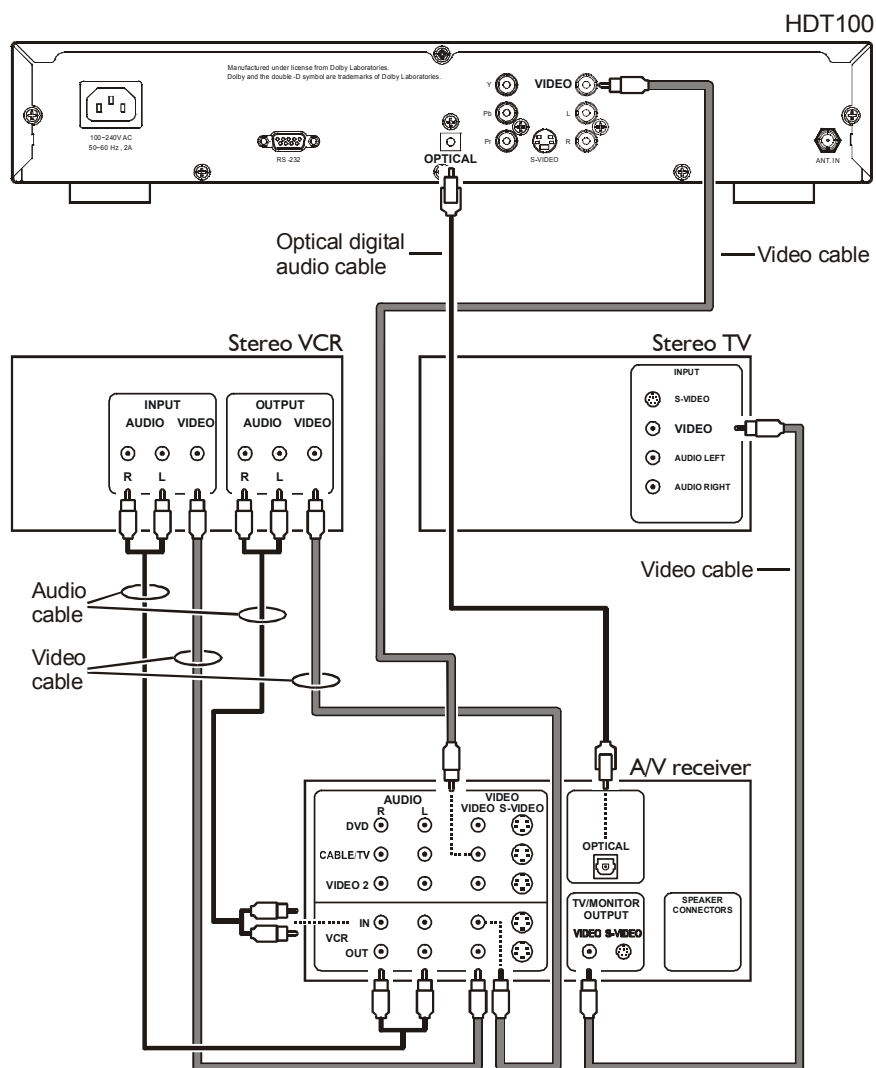 HDT100
Manufactured under license from Dolby Laboratories.
Dolby and the double -D symbol are trademarks of Dolby Laboratories.
100~240V AC
50~60 Hz , 2A
RS -232
OPTICAL
Y
Pb
Pr
S-VIDEO
VIDEO
L
R
ANT. IN
Optical digital
audio cable
Video cable
Stereo VCR
INPUT
AUDIO VIDEO
R L
OUTPUT
AUDIO VIDEO
R L
Stereo TV
INPUT
S-VIDEO
VIDEO
AUDIO LEFT
AUDIO RIGHT
Audio
cable
Video
cable
Video cable
A/V receiver
AUDIO
R L
VIDEO
VIDEO S-VIDEO
DVD
CABLE/TV
VIDEO 2
IN
VCR
OUT
OPTICAL
TV/MONITOR
OUTPUT
VIDEO S-VIDEO
SPEAKER
CONNECTORS